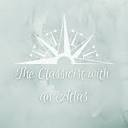 The Classicist with
an Atlas